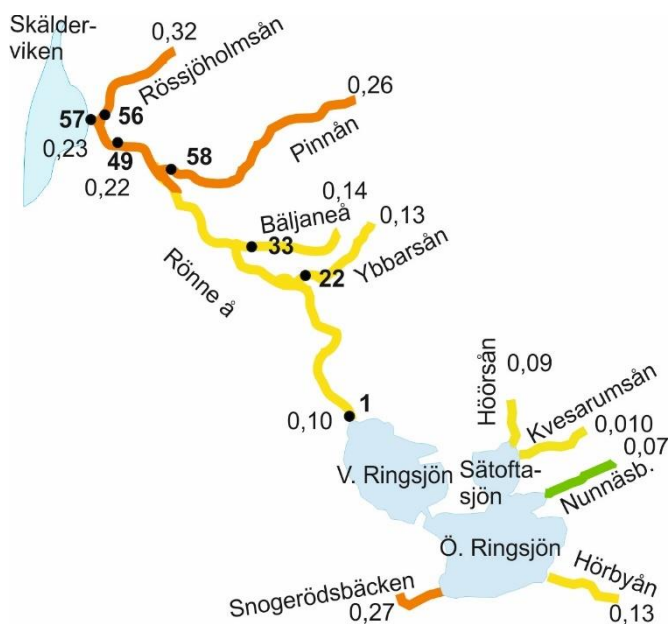 Skälder-
viken
0,32
Rössjöholmsån
0,26
57
56
Pinnån
0,23
49
58
0,22
0,14
Bäljaneå
0,13
33
Ybbarsån
Rönne å
22
1
0,10
Höörsån
0,09
Kvesarumsån
0,010
0,07
V. Ringsjön
Sätofta-
sjön
Nunnäsb.
Ö. Ringsjön
Hörbyån
Snogerödsbäcken
0,27
0,13